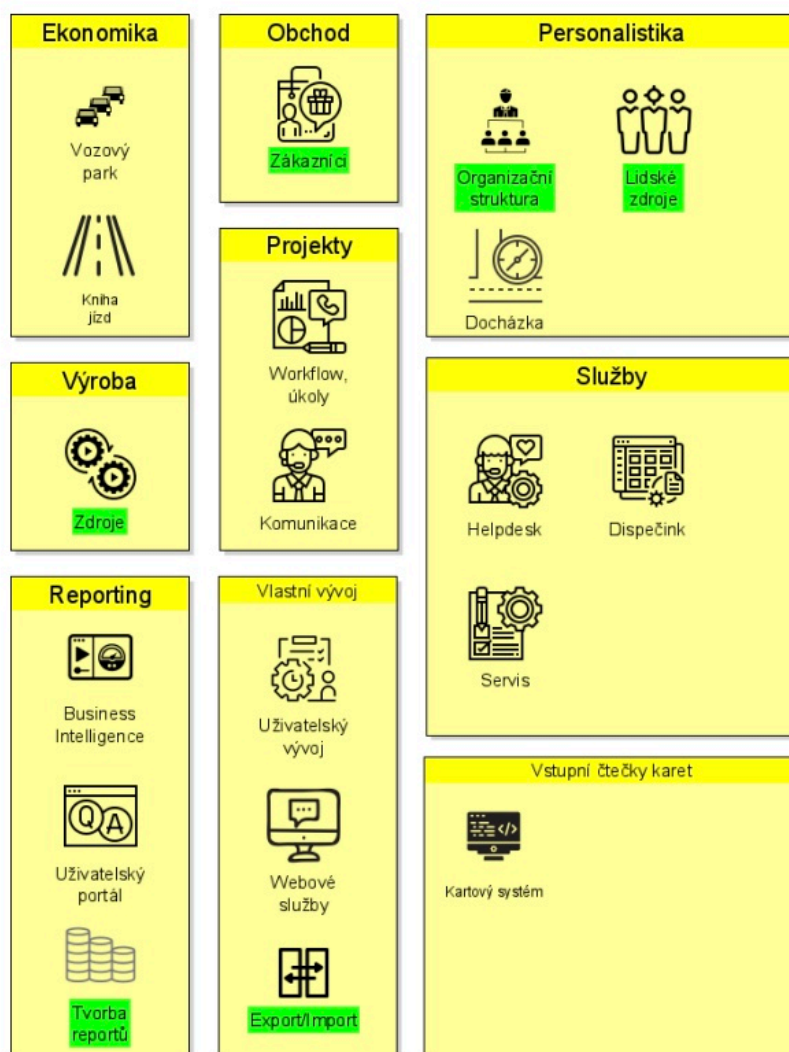 Ekonomika
Vozový
park
Kniha
jízd
Obchod
Zákazníci
Personalistika
Organizační
struktura
Lidské
zdroje
Docházka
Projekty
Workflow,
úkoly
Komunikace
Výroba
Zdroje
Služby
Helpdesk
Dispečink
Servis
Reporting
Business
Intelligence
Q A
Uživatelský
portál
Tvorba
reportů
Vlastní vývoj
Uživatelský
vývoj
Webové
služby
Export/Import
Vstupní čtečky karet
</>
Kartový systém